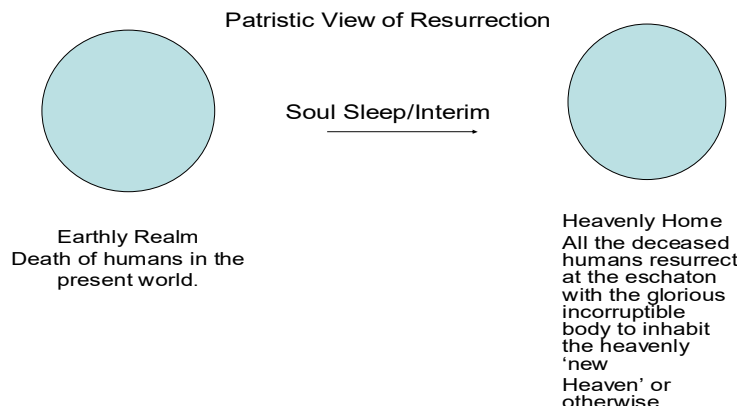 Patristic View of Resurrection
Soul Sleep/Interim
Earthly Realm
Death of humans in the
present world.
Heavenly Home
All the deceased
humans resurrect
at the eschaton
with the glorious
incorruptible
body to inhabit
the heavenly
‘new
Heaven’ or
otherwise